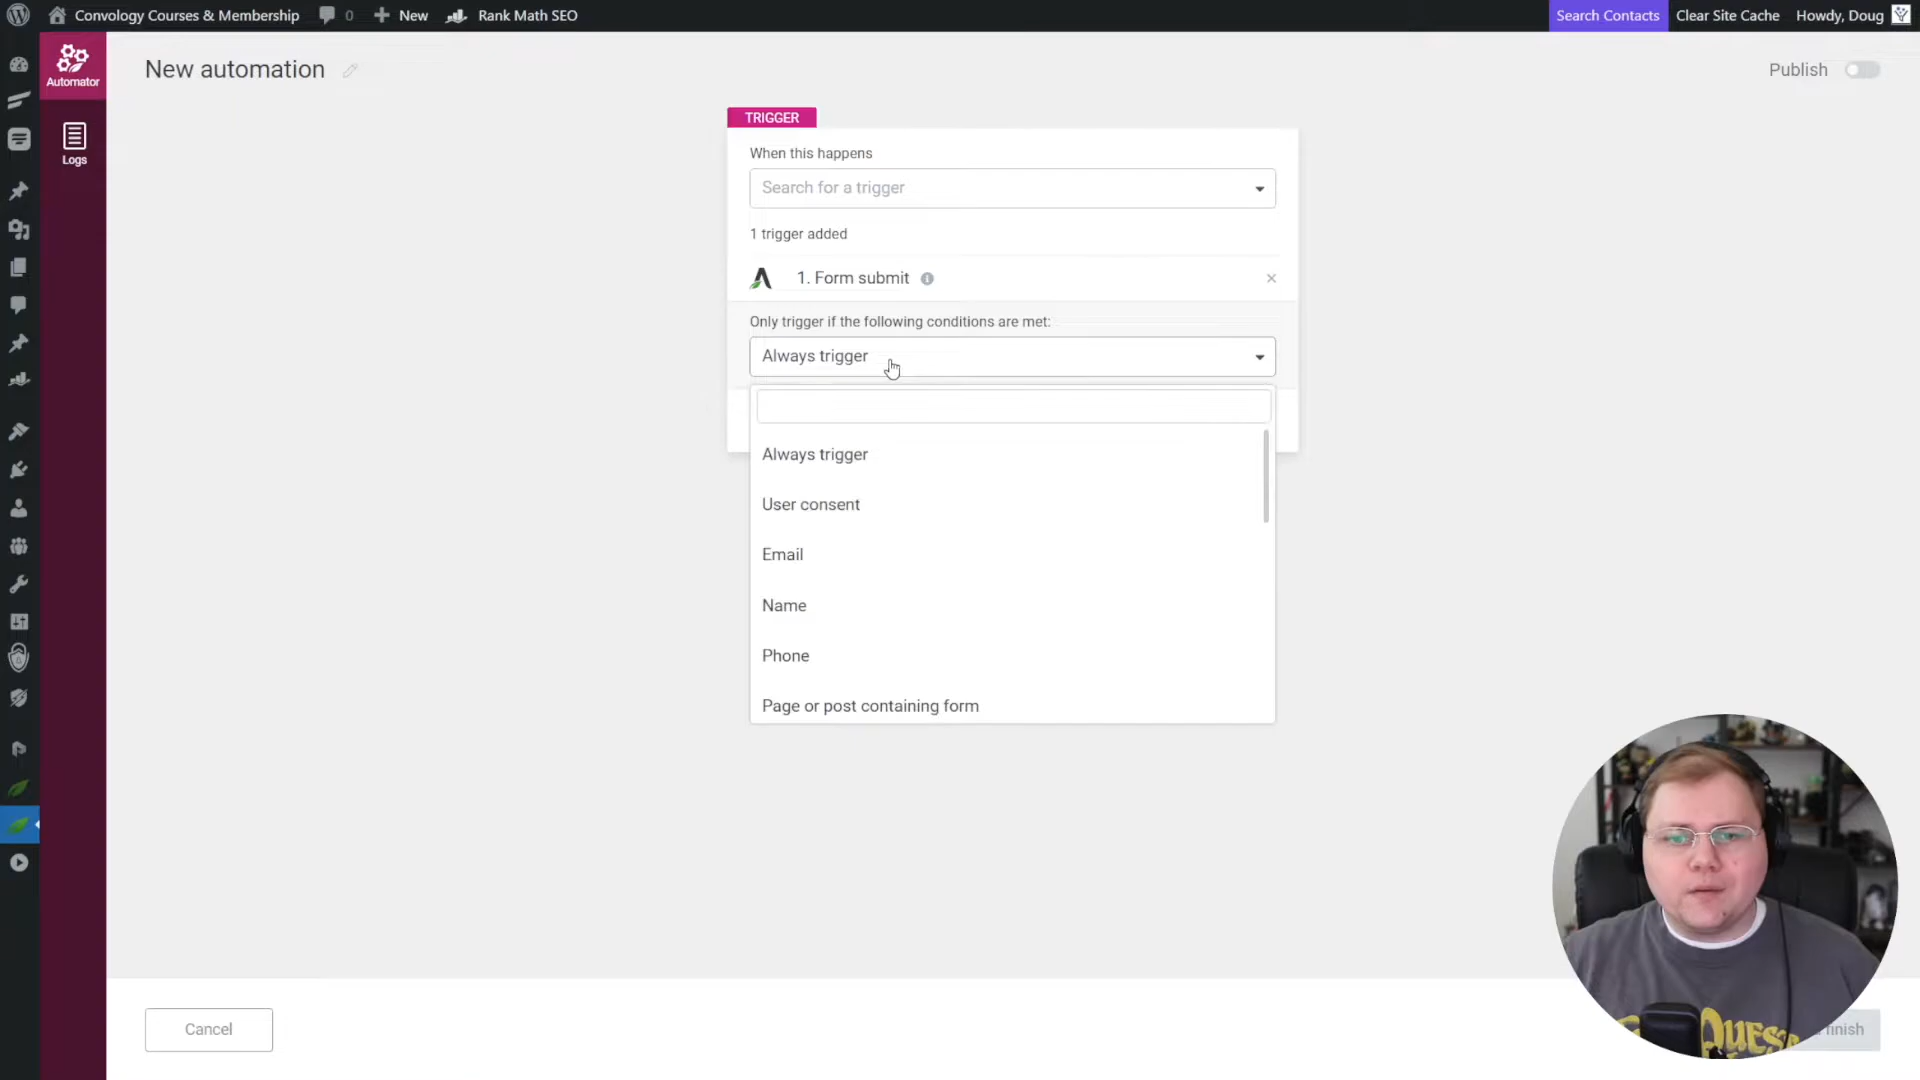 Convology Courses & Membership
0
New
Rank Math SEO
Search Contacts
Clear Site Cache
Howdy, Doug
Automator
Logs
New automation
Publish
TRIGGER
When this happens
Search for a trigger
1 trigger added
1. Form submit
Only trigger if the following conditions are met:
Always trigger
Always trigger
User consent
Email
Name
Phone
Page or post containing form
Cancel